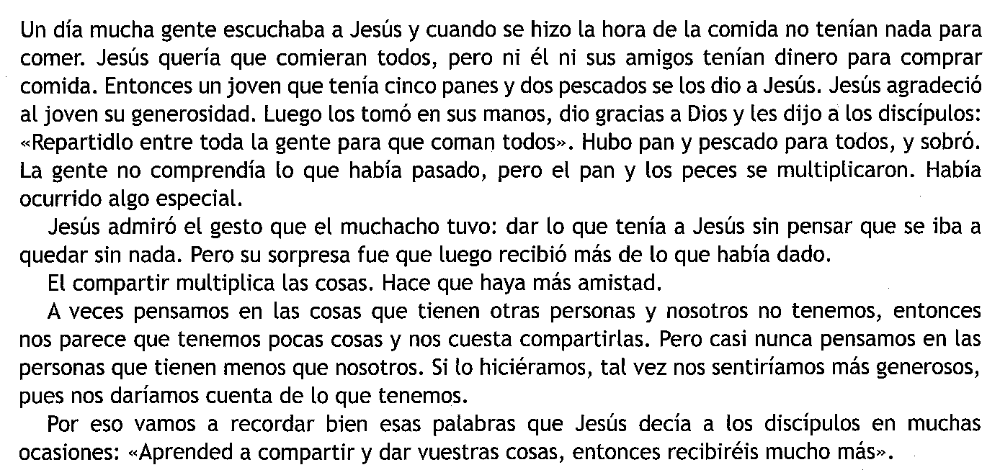 Un día mucha gente escuchaba a Jesús y cuando se hizo la hora de la comida no tenían nada para
comer. Jesús quería que comieran todos, pero ni él ni sus amigos tenían dinero para comprar
comida. Entonces un joven que tenía cinco panes y dos pescados se los dio a Jesús. Jesús agradeció
al joven su generosidad. Luego los tomó en sus manos, dio gracias a Dios y les dijo a los discípulos:
«Repartidlo entre toda la gente para que coman todos». Hubo pan y pescado para todos, y sobró.
La gente no comprendía lo que había pasado, pero el pan y los peces se multiplicaron. Había
ocurrido algo especial.
Jesús admiró el gesto que el muchacho tuvo: dar lo que tenía a Jesús sin pensar que se iba a
quedar sin nada. Pero su sorpresa fue que luego recibió más de lo que había dado.
El compartir multiplica las cosas. Hace que haya más amistad.
A veces pensamos en las cosas que tienen otras personas y nosotros no tenemos, entonces
nos parece que tenemos pocas cosas y nos cuesta compartirlas. Pero casi nunca pensamos en las
personas que tienen menos que nosotros. Si lo hiciéramos, tal vez nos sentiríamos más generosos,
pues nos daríamos cuenta de lo que tenemos.
Por eso vamos a recordar bien esas palabras que Jesús decía a los discípulos en muchas
ocasiones: «Aprended a compartir y dar vuestras cosas, entonces recibiréis mucho más».